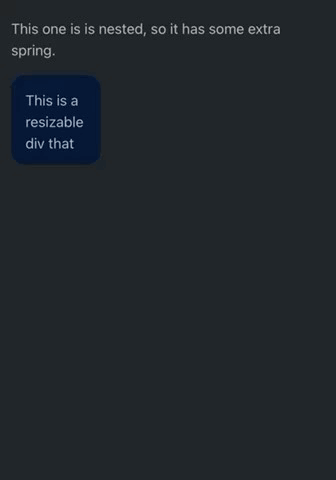 This one is is nested, so it has some extra
spring.
This is a
resizable
div that